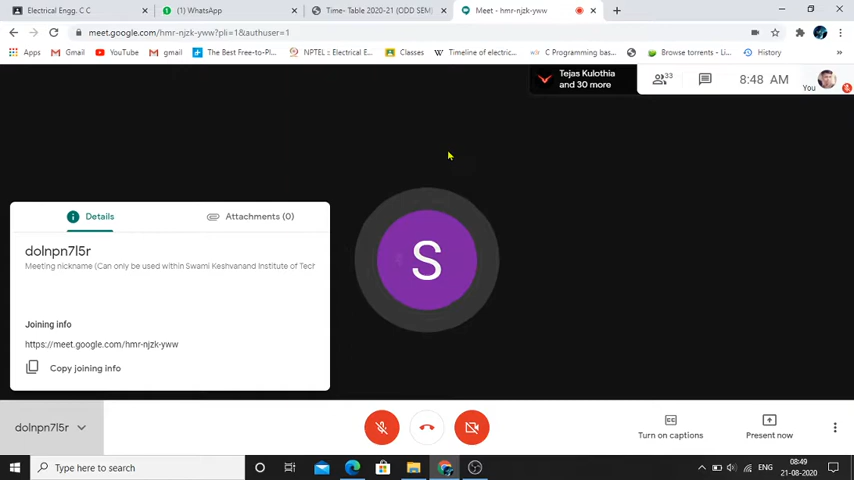 Electrical Engg. C C
(1) WhatsApp
Time- Table 2020-21 (ODD SEM)
Meet - hmr-njzk-yww
meet.google.com/hmr-njzk-yww?pli=1&authuser=1
Apps
Gmail
YouTube
gmail
The Best Free-to-Pl...
NPTEL :: Electrical E...
Classes
Timeline of electric...
C Programming bas...
Browse torrents - Li...
History
Tejas Kulothia
and 30 more
33
8:48 AM
You
Details
Attachments (0)
dolnpn7l5r
Meeting nickname (Can only be used within Swami Keshvanand Institute of Tech
S
Joining info
https://meet.google.com/hmr-njzk-yww
Copy joining info
dolnpn7l5r
Turn on captions
Present now
Type here to search
ENG
08:49
21-08-2020